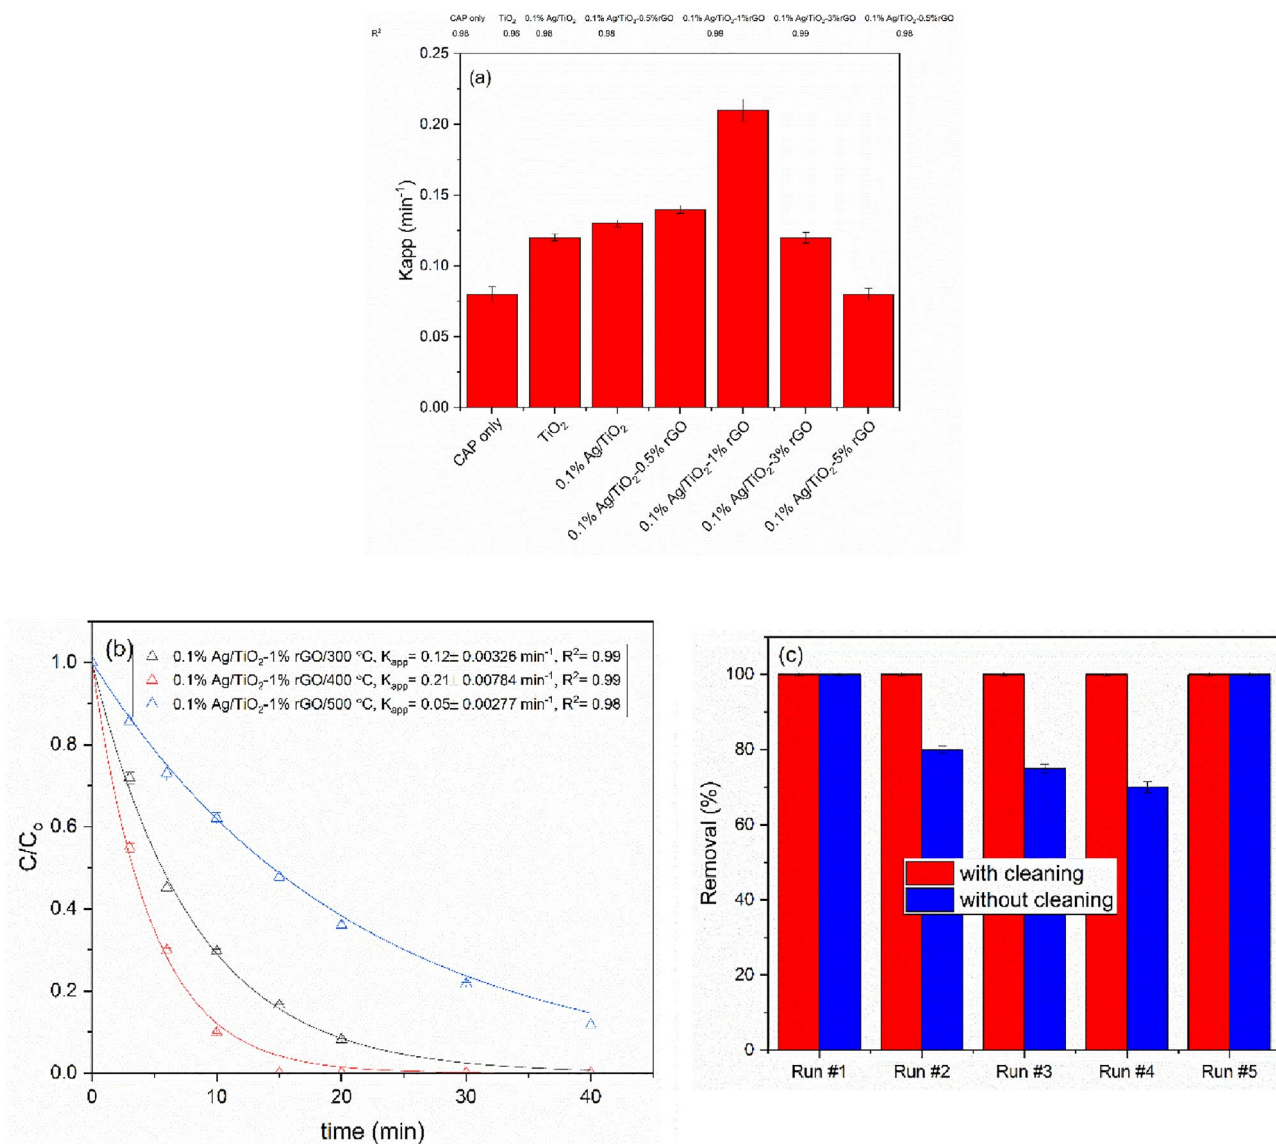 CAP only TiO2 0.1% Ag/TiO2 0.1% Ag/TiO2-0.5%rGO 0.1% Ag/TiO2-1%rGO 0.1% Ag/TiO2-3%rGO 0.1% Ag/TiO2-0.5%rGO
R2 0.98 0.96 0.98 0.98 0.99 0.99 0.98
(a)
0.25
0.20
0.15
0.10
0.05
0.00
Kapp (min-1)
CAP only
TiO2
0.1% Ag/TiO2
0.1% Ag/TiO2-0.5% rGO
0.1% Ag/TiO2-1% rGO
0.1% Ag/TiO2-3% rGO
0.1% Ag/TiO2-5% rGO
(b)
0.1% Ag/TiO2-1% rGO/300 °C, Kapp= 0.12± 0.00326 min-1, R2= 0.99
0.1% Ag/TiO2-1% rGO/400 °C, Kapp= 0.21± 0.00784 min-1, R2= 0.99
0.1% Ag/TiO2-1% rGO/500 °C, Kapp= 0.05± 0.00277 min-1, R2= 0.98
1.0
0.8
0.6
0.4
0.2
0.0
C/Co
0 10 20 30 40
time (min)
(c)
100
80
60
40
20
0
Removal (%)
with cleaning
without cleaning
Run #1 Run #2 Run #3 Run #4 Run #5